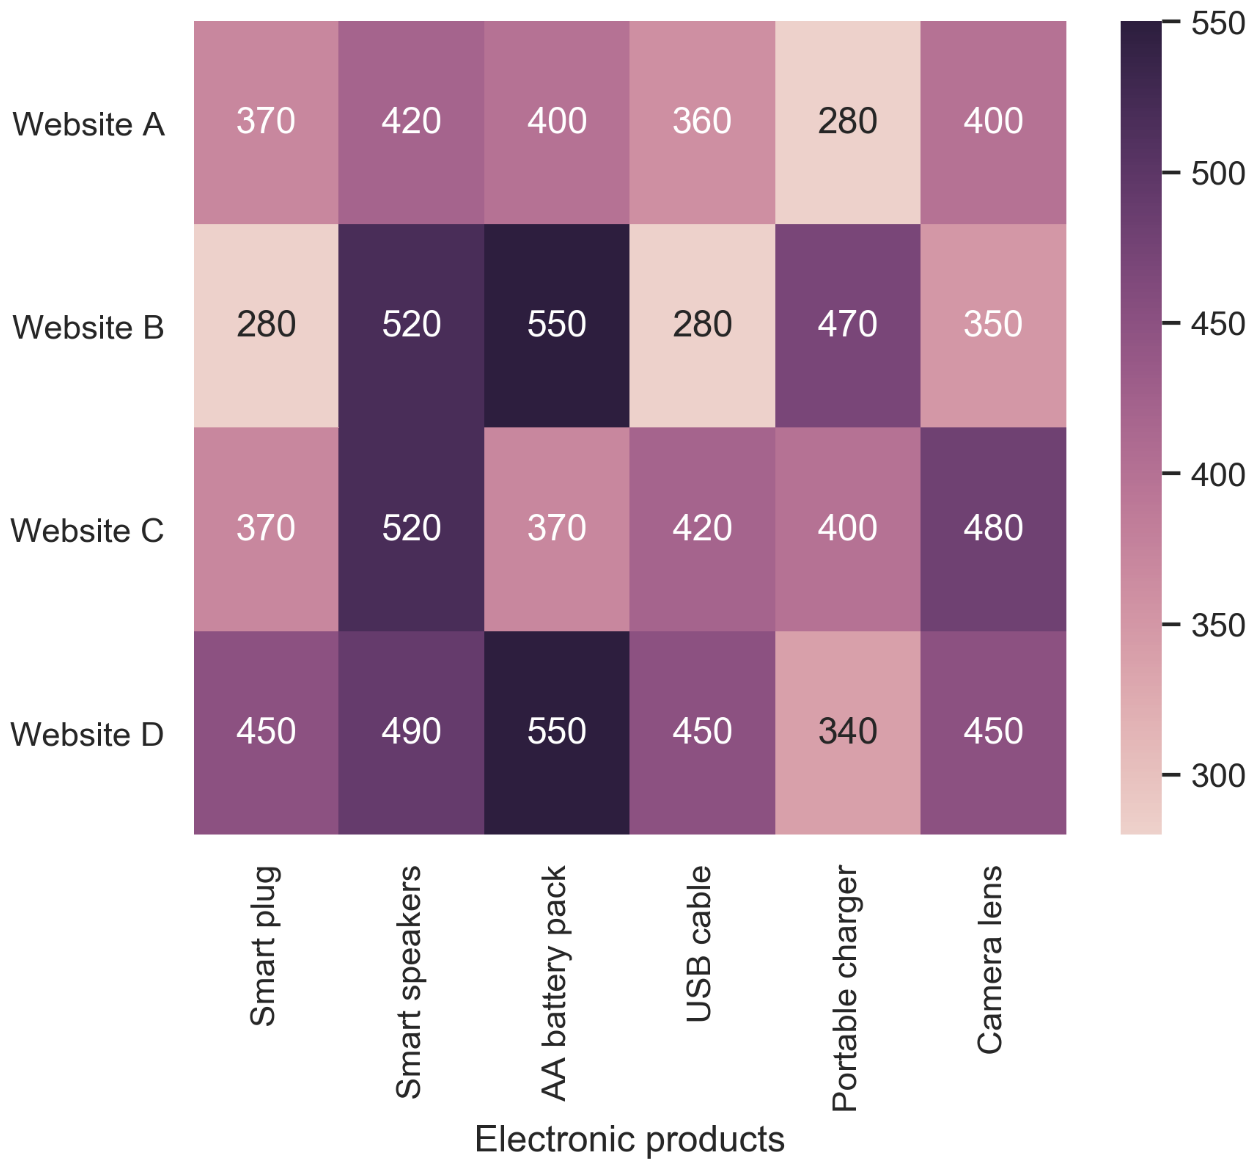 Website A 370 420 400 360 280 400
Website B 280 520 550 280 470 350
Website C 370 520 370 420 400 480
Website D 450 490 550 450 340 450
Smart plug
Smart speakers
AA battery pack
USB cable
Portable charger
Camera lens
Electronic products
550
500
450
400
350
300